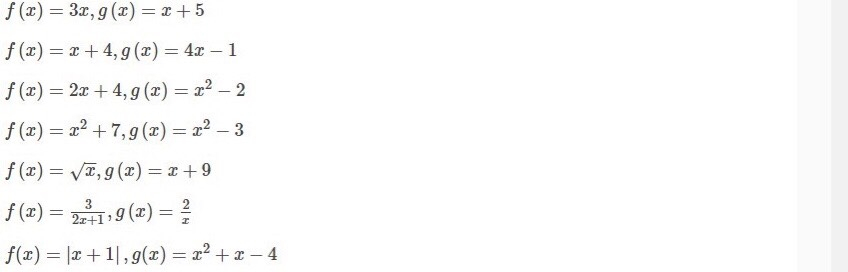 f(x) = 3x, g(x) = x + 5
f(x) = x + 4, g(x) = 4x − 1
f(x) = 2x + 4, g(x) = x² − 2
f(x) = x² + 7, g(x) = x² − 3
f(x) = √x, g(x) = x + 9
f(x) = 3/(2x+1), g(x) = 2/x
f(x) = |x + 1|, g(x) = x² + x − 4